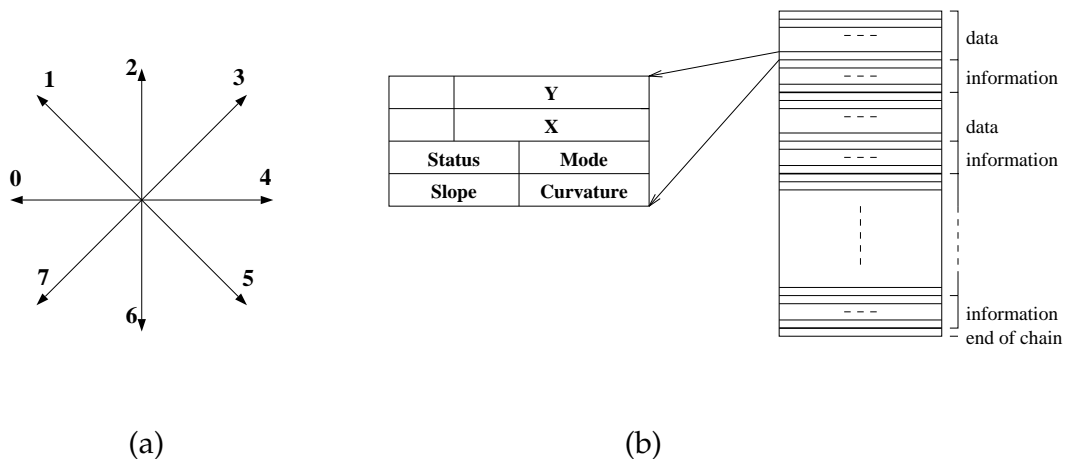 1
2
3
0
4
7
6
5
(a)
Y
X
Status Mode
Slope Curvature
data
information
data
information
information
end of chain
(b)